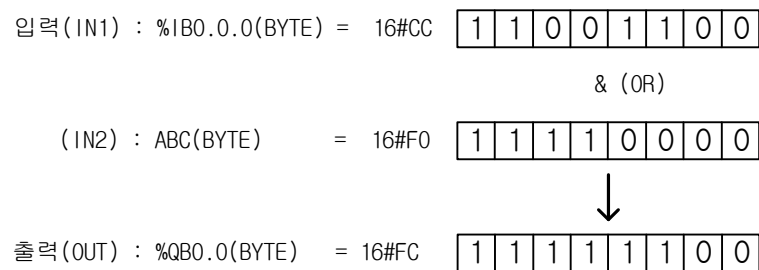 입력(IN1) : %IB0.0.0(BYTE) = 16#CC 1 1 0 0 1 1 0 0
& (OR)
(IN2) : ABC(BYTE) = 16#F0 1 1 1 1 0 0 0 0
출력(OUT) : %QB0.0(BYTE) = 16#FC 1 1 1 1 1 1 0 0